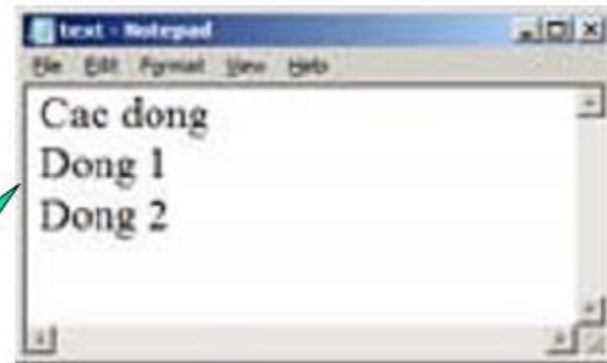 text - Notepad
File Edit Format View Help
Cac dong
Dong 1
Dong 2